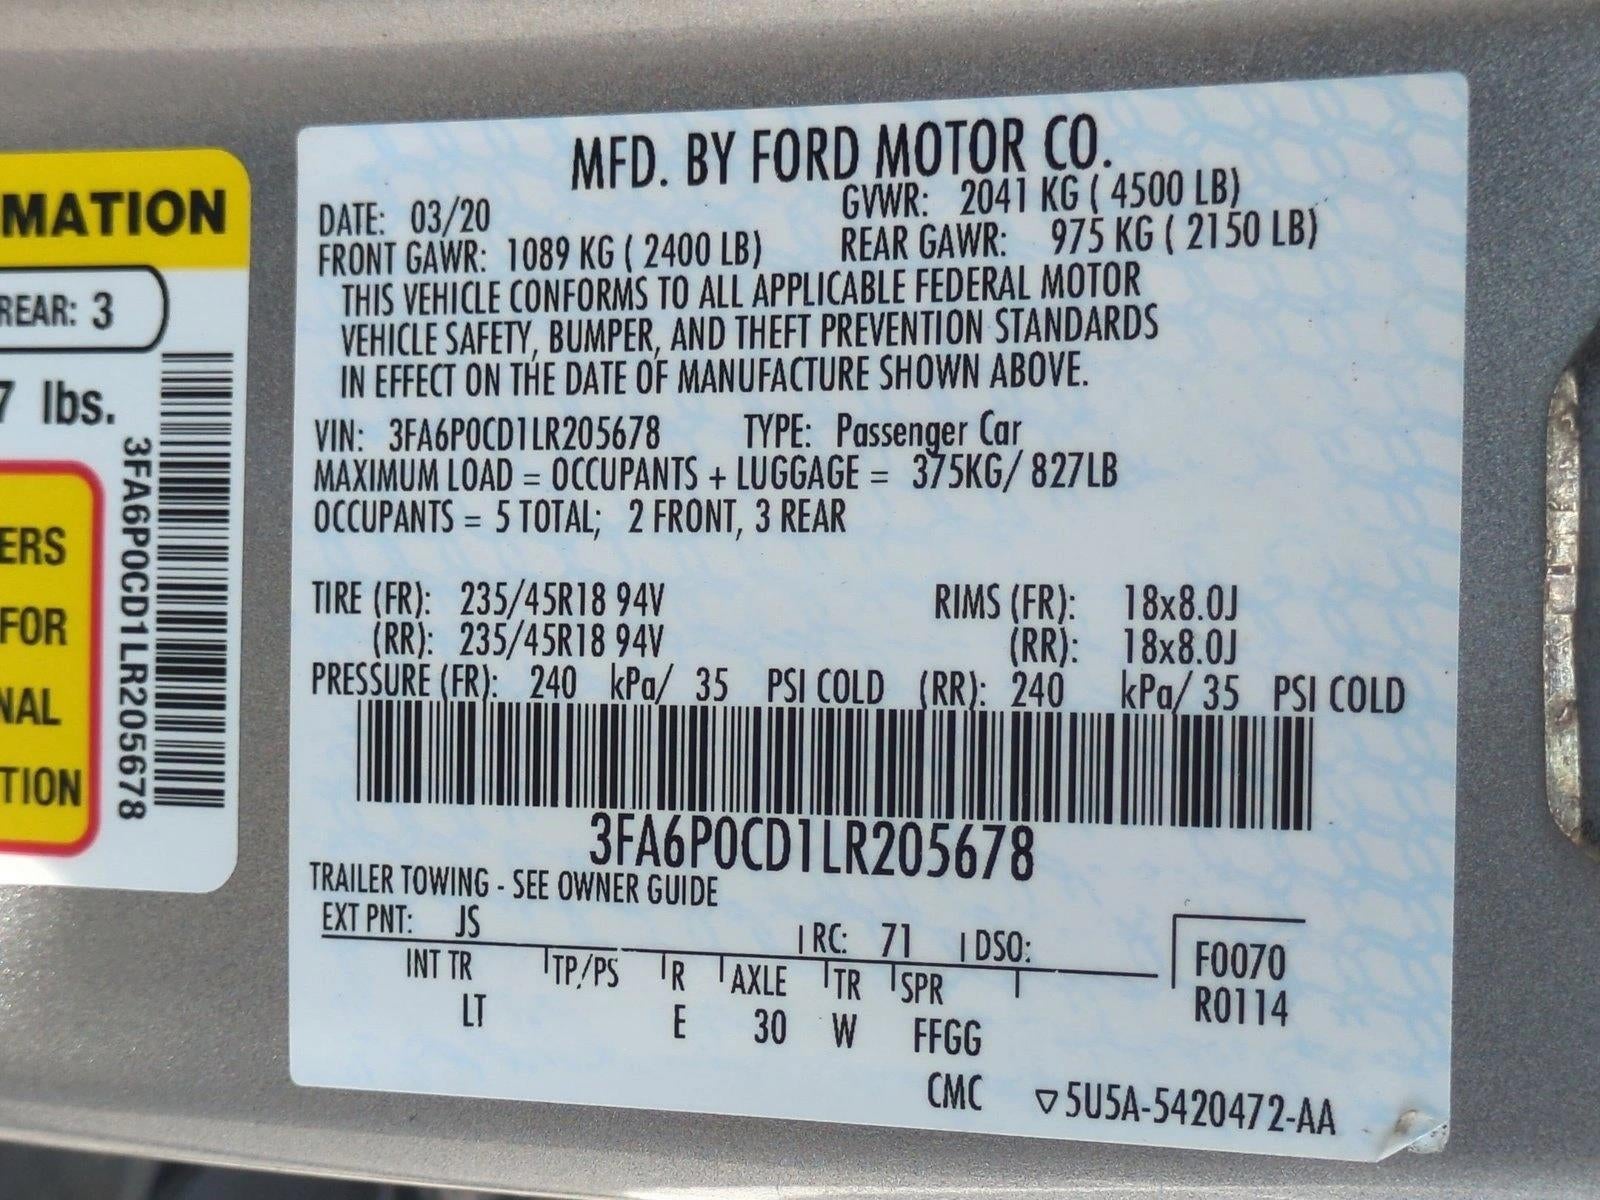 MATION
REAR: 3
7 lbs.
ERS
FOR
NAL
TION
3FA6P0CD1LR205678
MFD. BY FORD MOTOR CO.
DATE: 03/20 GVWR: 2041 KG ( 4500 LB)
FRONT GAWR: 1089 KG ( 2400 LB) REAR GAWR: 975 KG ( 2150 LB)
THIS VEHICLE CONFORMS TO ALL APPLICABLE FEDERAL MOTOR
VEHICLE SAFETY, BUMPER, AND THEFT PREVENTION STANDARDS
IN EFFECT ON THE DATE OF MANUFACTURE SHOWN ABOVE.
VIN: 3FA6P0CD1LR205678 TYPE: Passenger Car
MAXIMUM LOAD = OCCUPANTS + LUGGAGE = 375KG/ 827LB
OCCUPANTS = 5 TOTAL; 2 FRONT, 3 REAR
TIRE (FR): 235/45R18 94V RIMS (FR): 18x8.0J
(RR): 235/45R18 94V (RR): 18x8.0J
PRESSURE (FR): 240 kPa/ 35 PSI COLD (RR): 240 kPa/ 35 PSI COLD
3FA6P0CD1LR205678
TRAILER TOWING - SEE OWNER GUIDE
EXT PNT: JS RC: 71 DSO:
INT TR TP/PS R AXLE TR SPR
LT E 30 W FFGG
F0070
R0114
CMC ▽5U5A-5420472-AA